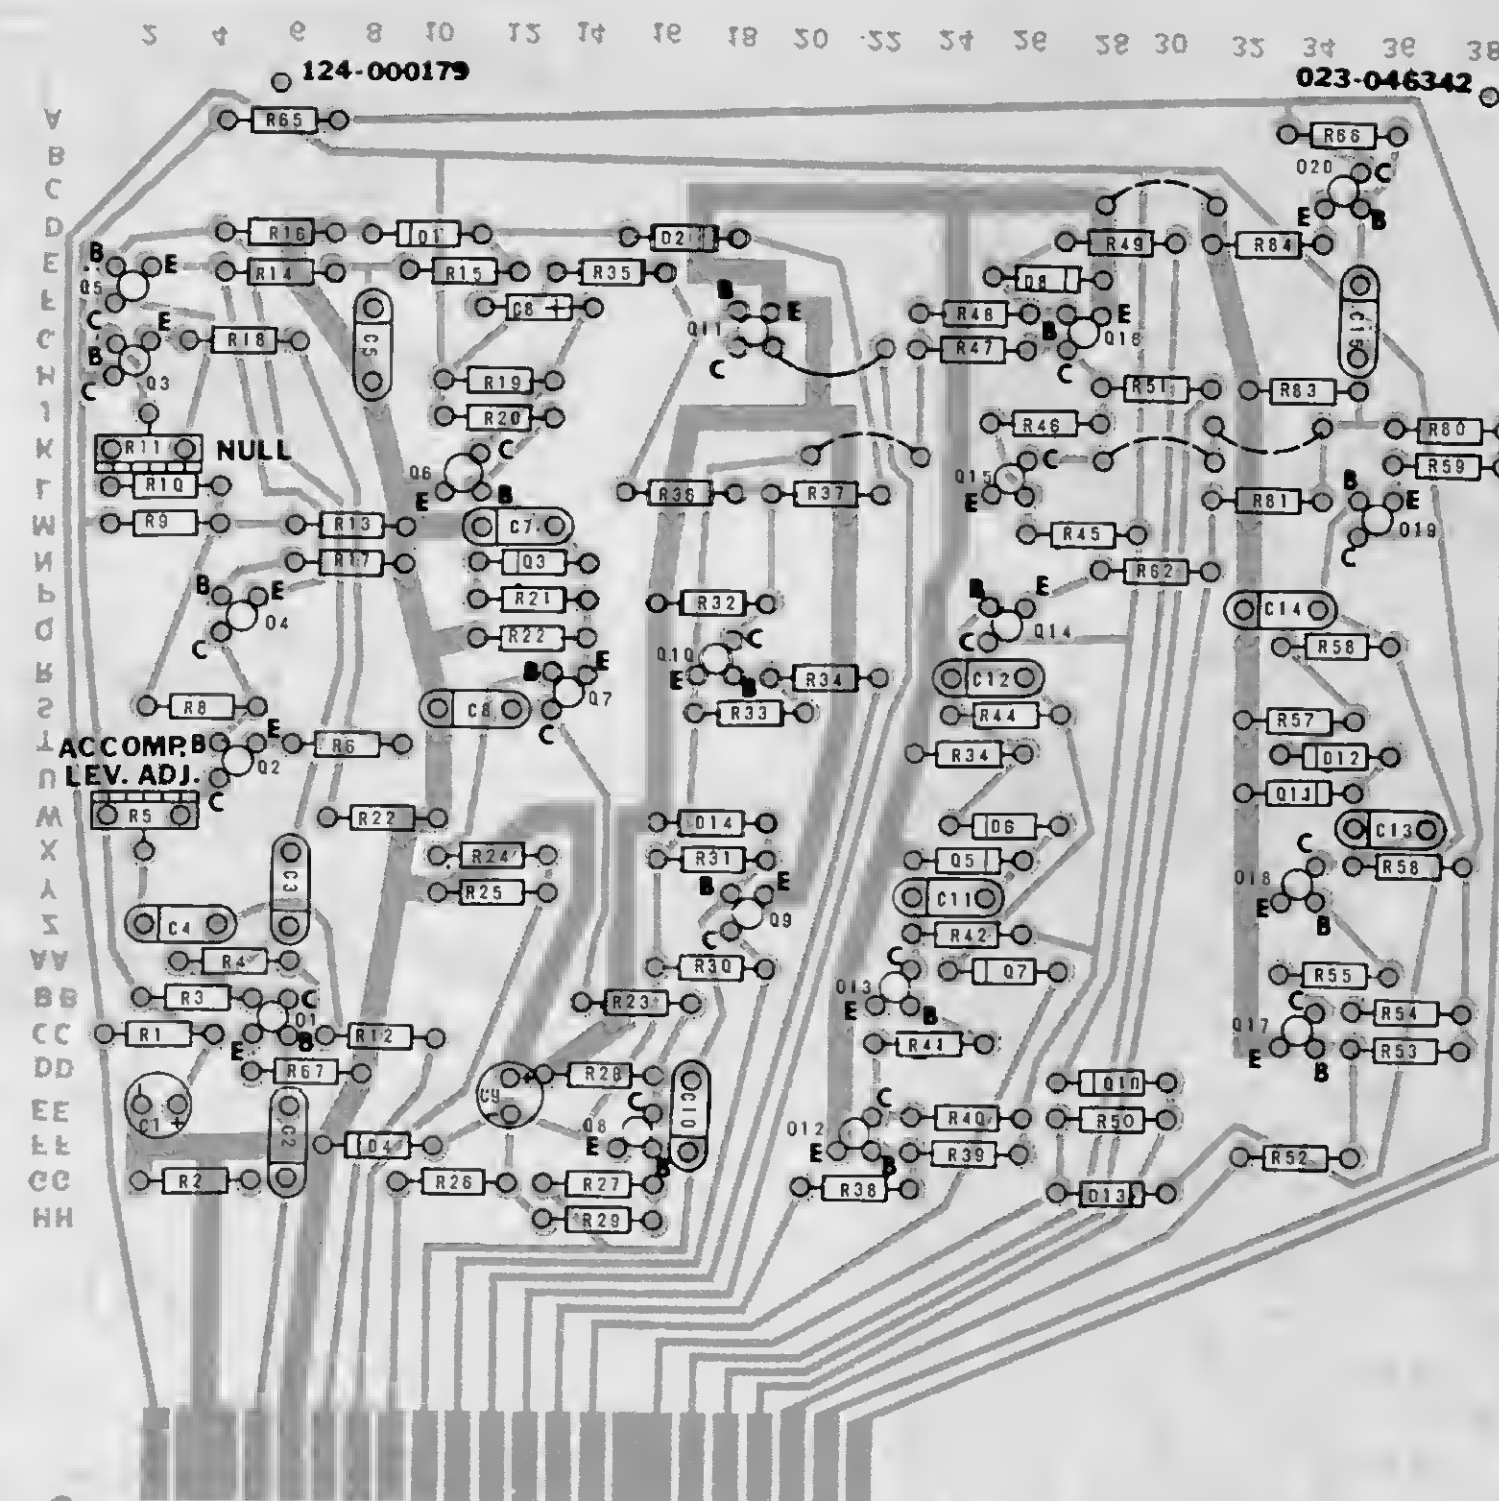 2 4 6 8 10 12 14 16 18 20 22 24 26 28 30 32 34 36 38
124-000179 023-046342
A
R65
R66
B
Q20 C
C
E B
D
R16 D1 D21 R49 R84
B E
E
R14 R15 R35
Q5
D8
F
C8 + B E R48 B E
C E
Q11 Q16 C15
G
R18 C5 R47
B
C C
H
Q3 R19 R51 R83
C
J
R20 R46 R80
K
R11 NULL C C
Q6 Q15 R59
L
R10 E B R36 R37 E R81 B E
M
R9 R13 C7 R45 Q19
C
N
R17 Q3 R62
P
B E R21 R32 B E C14
Q
Q4 R22 C Q14 R58
C Q10 C
R
B E E B R34 C12
S
R8 C8 Q7 R33 R44 R57
C
T
ACCOMP. B E R6 R34 D12
U
LEV. ADJ. Q2
C Q11
W
R5 R22 D14 D6 C13
X
R24 R31 Q5 C R58
Y
C3 R25 B E C11 Q18 E
Z
C4 Q9 R42 B
C
AA
R4 R30 C Q7 R55
BB
R3 C R23 Q13 E B C R54
CC
R1 Q1 R12 R41 Q17 R53
E B
DD
R67 R28 E B
C9 Q10
EE
C1 + C2 C C10 C R40 R50
FF
D4 Q8 E Q12 E R39 R52
GG
R2 R26 R27 B R38 B D13
HH
R29